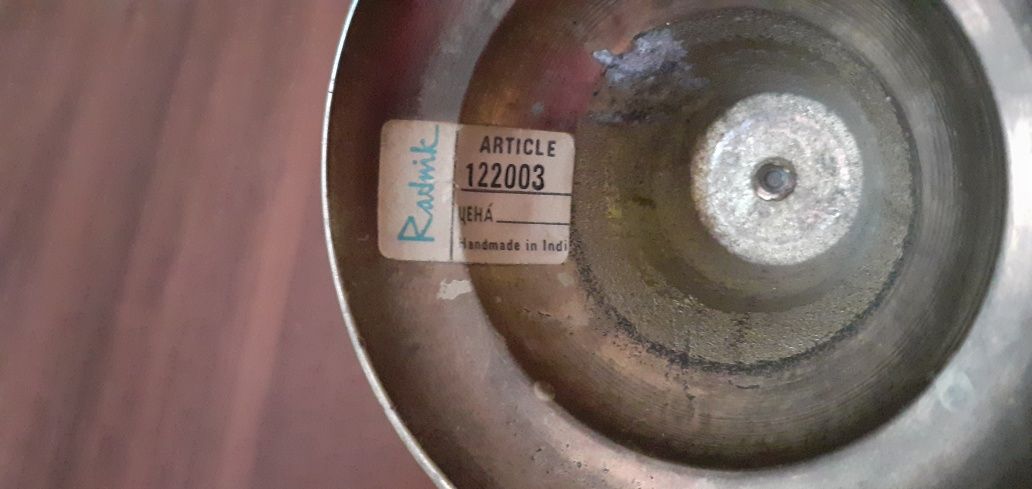 Radnik
ARTICLE
122003
ЦЕНА́
Handmade in Indi